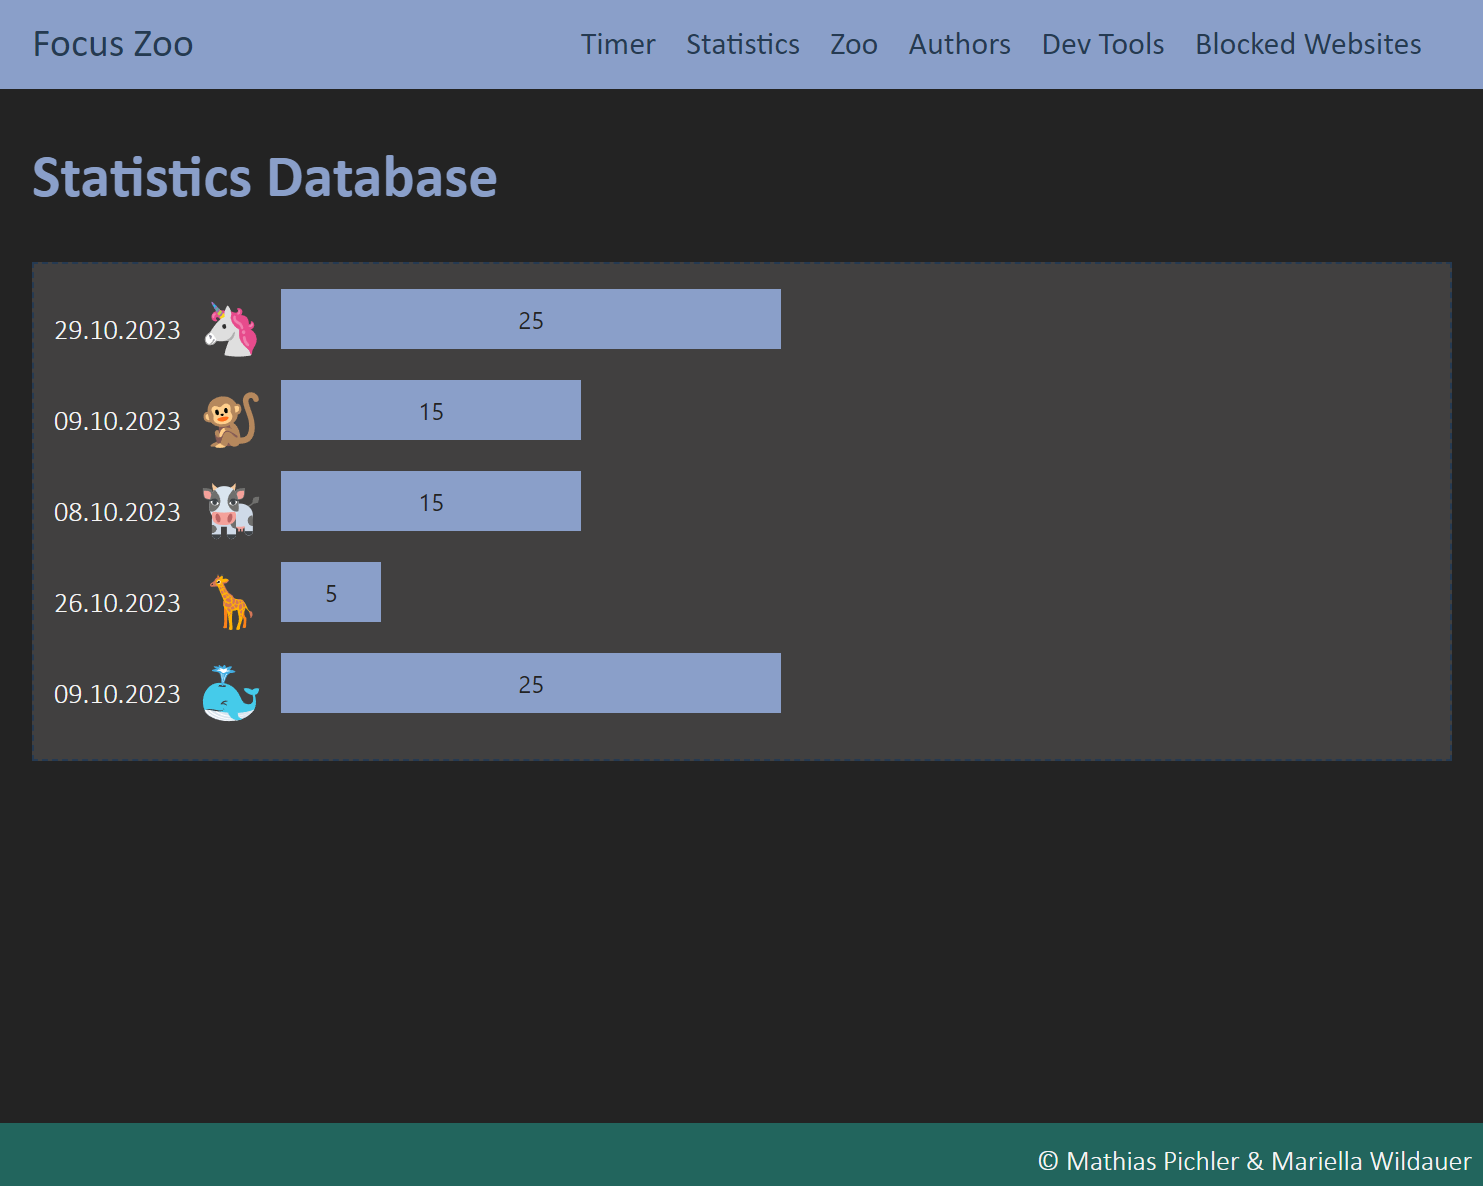 Focus Zoo
Timer Statistics Zoo Authors Dev Tools Blocked Websites
Statistics Database
29.10.2023 25
09.10.2023 15
08.10.2023 15
26.10.2023 5
09.10.2023 25
© Mathias Pichler & Mariella Wildauer